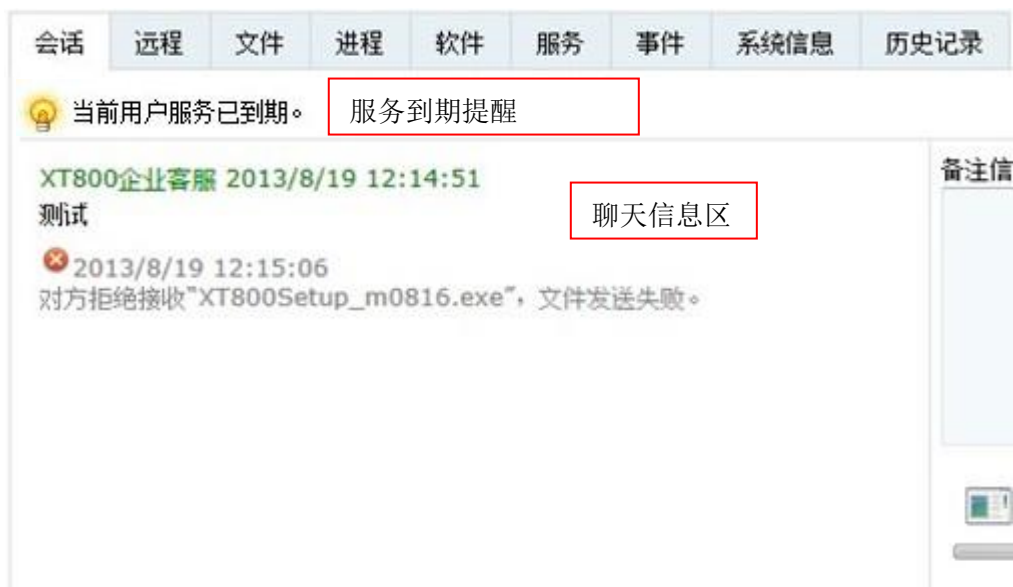 会话 远程 文件 进程 软件 服务 事件 系统信息 历史记录
当前用户服务已到期。 服务到期提醒
XT800企业客服 2013/8/19 12:14:51
备注信
测试
聊天信息区
2013/8/19 12:15:06
对方拒绝接收"XT800Setup_m0816.exe"，文件发送失败。